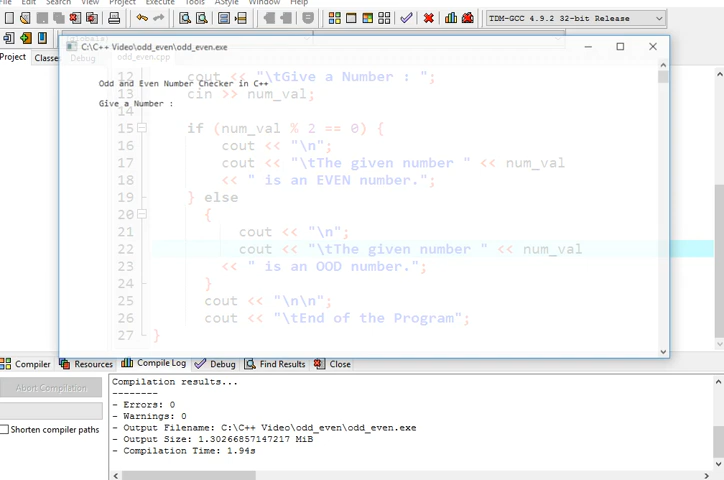 File Edit Search View Project Execute Tools AStyle Window Help
TDM-GCC 4.9.2 32-bit Release
(globals)
Project Classes Debug odd_even.cpp
C:\C++ Video\odd_even\odd_even.exe
Odd and Even Number Checker in C++
Give a Number :
12 cout << "\tGive a Number : ";
13 cin >> num_val;
14
15 if (num_val % 2 == 0) {
16 cout << "\n";
17 cout << "\tThe given number " << num_val
18 << " is an EVEN number.";
19 } else
20 {
21 cout << "\n";
22 cout << "\tThe given number " << num_val
23 << " is an OOD number.";
24 }
25 cout << "\n\n";
26 cout << "\tEnd of the Program";
27 }
Compiler Resources Compile Log Debug Find Results Close
Abort Compilation
Shorten compiler paths
Compilation results...
--------
- Errors: 0
- Warnings: 0
- Output Filename: C:\C++ Video\odd_even\odd_even.exe
- Output Size: 1.30266857147217 MiB
- Compilation Time: 1.94s